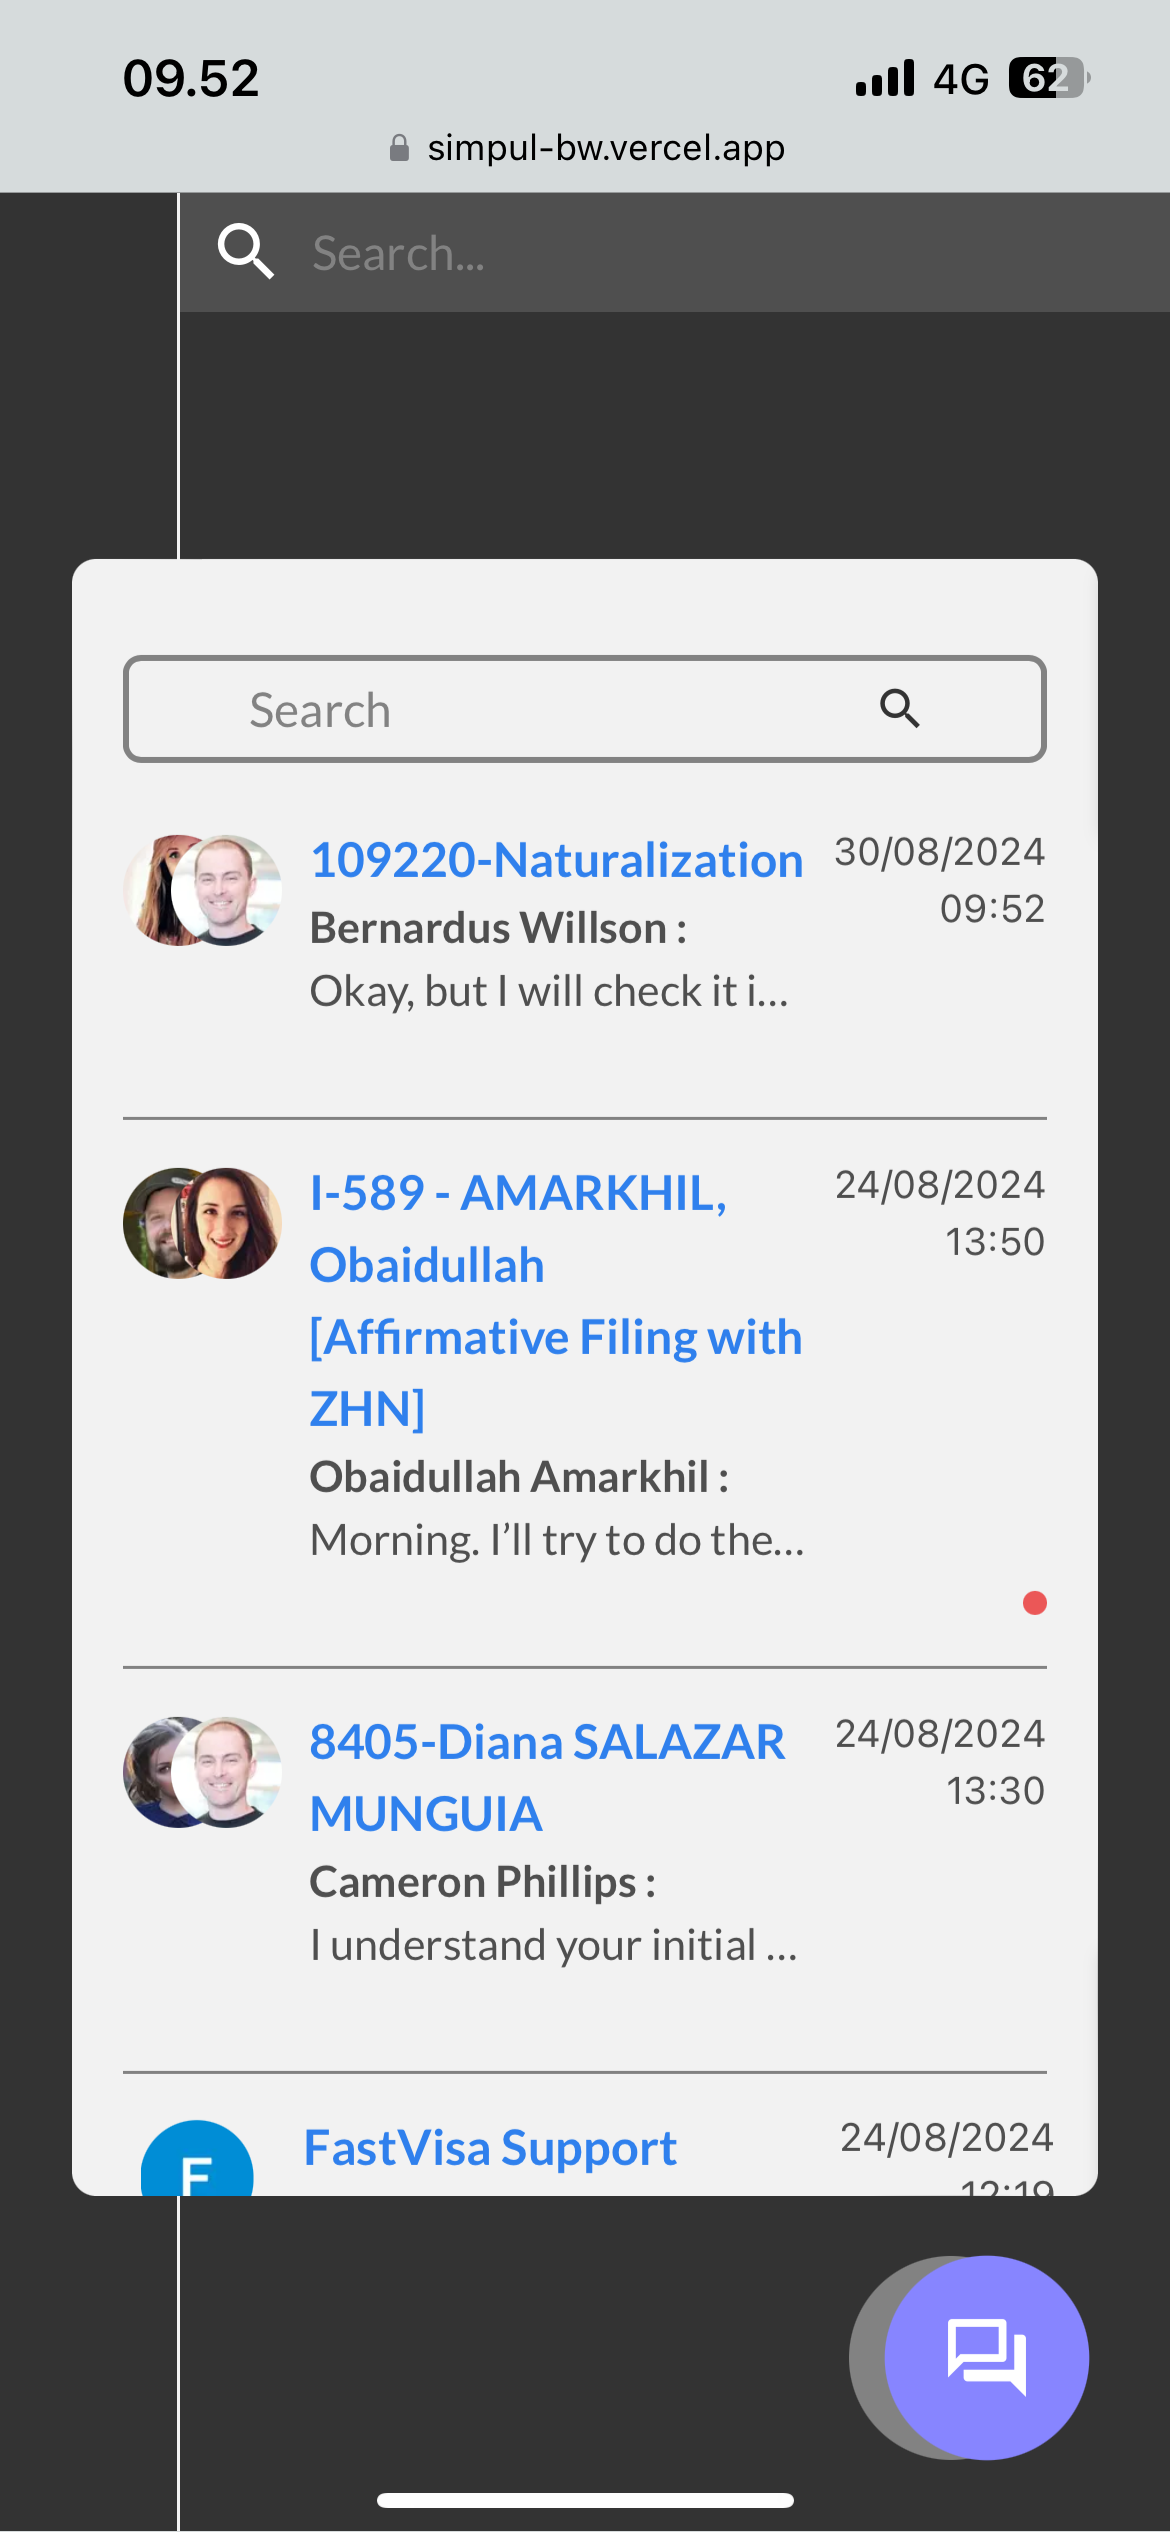 09.52
4G 62
simpul-bw.vercel.app
Search...
Search
109220-Naturalization
30/08/2024
09:52
Bernardus Willson :
Okay, but I will check it i...
I-589 - AMARKHIL,
Obaidullah
[Affirmative Filing with
ZHN]
24/08/2024
13:50
Obaidullah Amarkhil :
Morning. I’ll try to do the...
8405-Diana SALAZAR
MUNGUIA
24/08/2024
13:30
Cameron Phillips :
I understand your initial ...
F
FastVisa Support
24/08/2024
12:19